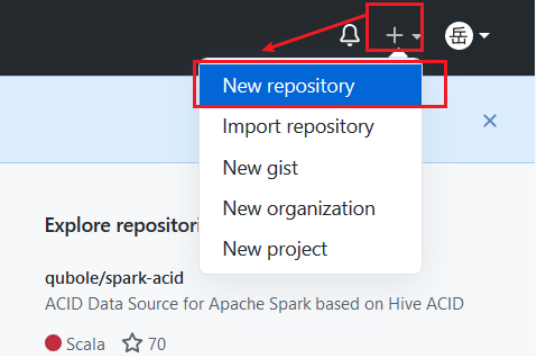 岳
New repository
Import repository
New gist
New organization
New project
Explore repositori
qubole/spark-acid
ACID Data Source for Apache Spark based on Hive ACID
Scala 70